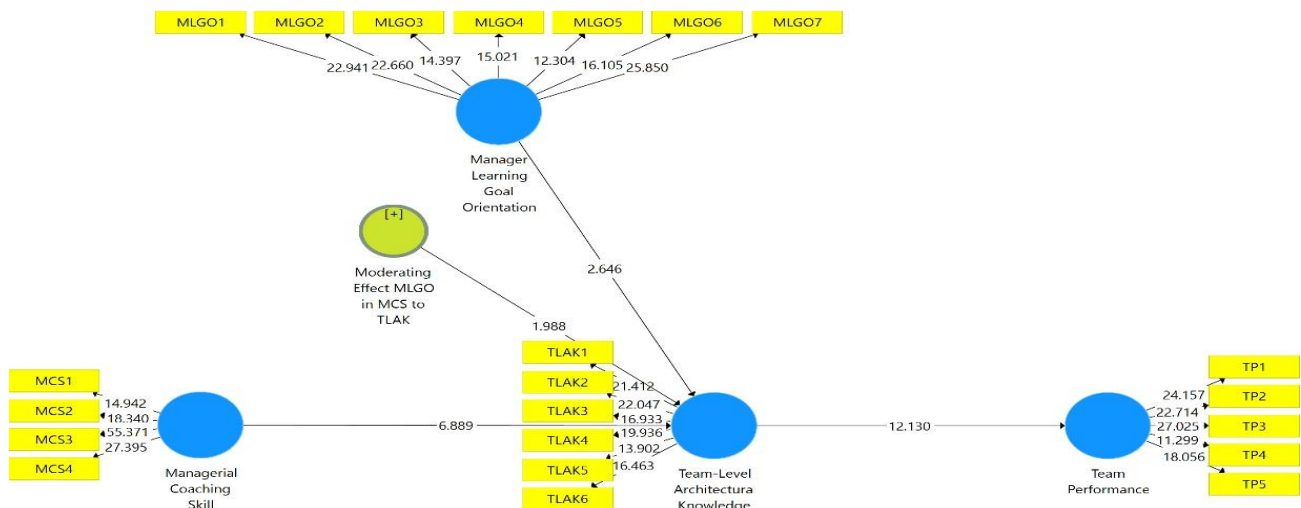 MLGO1 MLGO2 MLGO3 MLGO4 MLGO5 MLGO6 MLGO7
22.941 22.660 14.397 15.021 12.304 16.105 25.850
Manager
Learning
Goal
Orientation
[+]
Moderating
Effect MLGO
in MCS to
TLAK
2.646
1.988
MCS1
MCS2
MCS3
MCS4
14.942
18.340
55.371
27.395
Managerial
Coaching
Skill
6.889
TLAK1
TLAK2
TLAK3
TLAK4
TLAK5
TLAK6
21.412
22.047
16.933
19.936
13.902
16.463
Team-Level
Architectura
Knowledge
12.130
Team
Performance
24.157
22.714
27.025
11.299
18.056
TP1
TP2
TP3
TP4
TP5